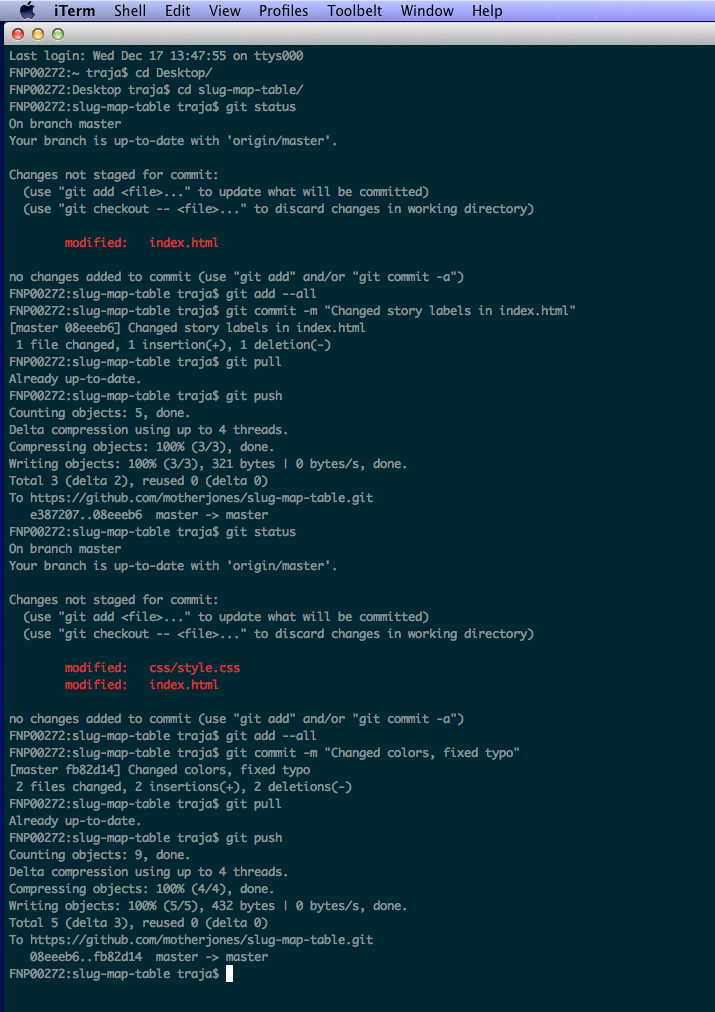 iTerm Shell Edit View Profiles Toolbelt Window Help
Last login: Wed Dec 17 13:47:55 on ttys000
FNP00272:~ traja$ cd Desktop/
FNP00272:Desktop traja$ cd slug-map-table/
FNP00272:slug-map-table traja$ git status
On branch master
Your branch is up-to-date with 'origin/master'.
Changes not staged for commit:
(use "git add <file>..." to update what will be committed)
(use "git checkout -- <file>..." to discard changes in working directory)
modified: index.html
no changes added to commit (use "git add" and/or "git commit -a")
FNP00272:slug-map-table traja$ git add --all
FNP00272:slug-map-table traja$ git commit -m "Changed story labels in index.html"
[master 08eeeb6] Changed story labels in index.html
1 file changed, 1 insertion(+), 1 deletion(-)
FNP00272:slug-map-table traja$ git pull
Already up-to-date.
FNP00272:slug-map-table traja$ git push
Counting objects: 5, done.
Delta compression using up to 4 threads.
Compressing objects: 100% (3/3), done.
Writing objects: 100% (3/3), 321 bytes | 0 bytes/s, done.
Total 3 (delta 2), reused 0 (delta 0)
To https://github.com/motherjones/slug-map-table.git
e387207..08eeeb6 master -> master
FNP00272:slug-map-table traja$ git status
On branch master
Your branch is up-to-date with 'origin/master'.
Changes not staged for commit:
(use "git add <file>..." to update what will be committed)
(use "git checkout -- <file>..." to discard changes in working directory)
modified: css/style.css
modified: index.html
no changes added to commit (use "git add" and/or "git commit -a")
FNP00272:slug-map-table traja$ git add --all
FNP00272:slug-map-table traja$ git commit -m "Changed colors, fixed typo"
[master fb82d14] Changed colors, fixed typo
2 files changed, 2 insertions(+), 2 deletions(-)
FNP00272:slug-map-table traja$ git pull
Already up-to-date.
FNP00272:slug-map-table traja$ git push
Counting objects: 9, done.
Delta compression using up to 4 threads.
Compressing objects: 100% (4/4), done.
Writing objects: 100% (5/5), 432 bytes | 0 bytes/s, done.
Total 5 (delta 3), reused 0 (delta 0)
To https://github.com/motherjones/slug-map-table.git
08eeeb6..fb82d14 master -> master
FNP00272:slug-map-table traja$